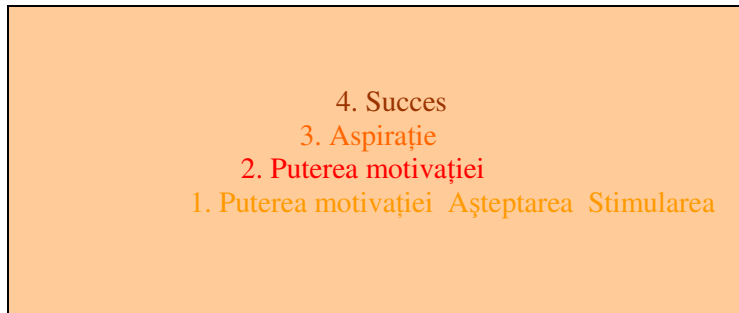 4. Succes
3. Aspirație
2. Puterea motivației
1. Puterea motivației Așteptarea Stimularea